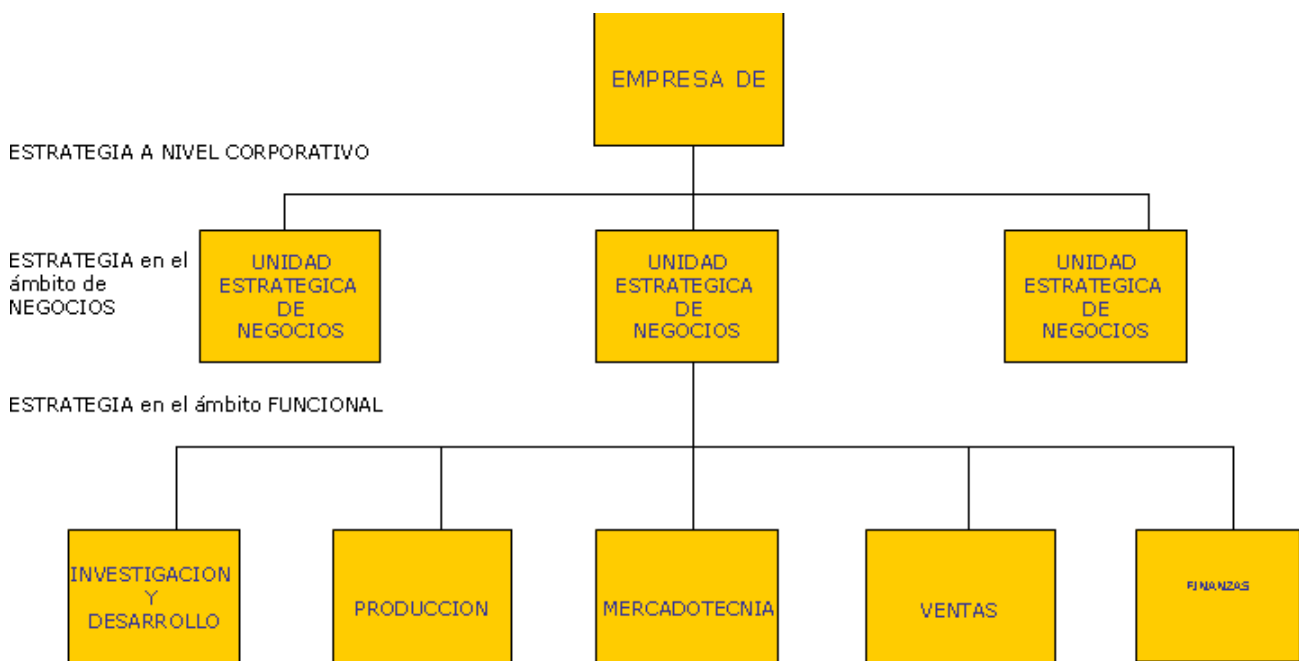 EMPRESA DE
ESTRATEGIA A NIVEL CORPORATIVO
ESTRATEGIA en el
ámbito de
NEGOCIOS
UNIDAD
ESTRATEGICA
DE
NEGOCIOS
UNIDAD
ESTRATEGICA
DE
NEGOCIOS
UNIDAD
ESTRATEGICA
DE
NEGOCIOS
ESTRATEGIA en el ámbito FUNCIONAL
INVESTIGACION
Y
DESARROLLO
PRODUCCION
MERCADOTECNIA
VENTAS
FINANZAS